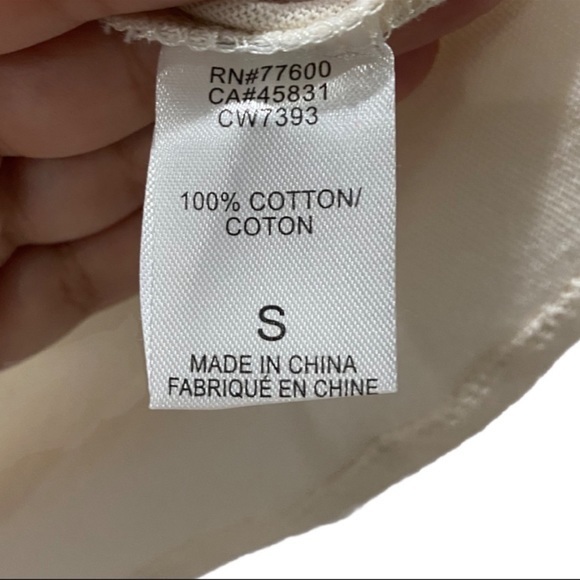 RN#77600
CA#45831
CW7393
100% COTTON/
COTON
S
MADE IN CHINA
FABRIQUÉ EN CHINE